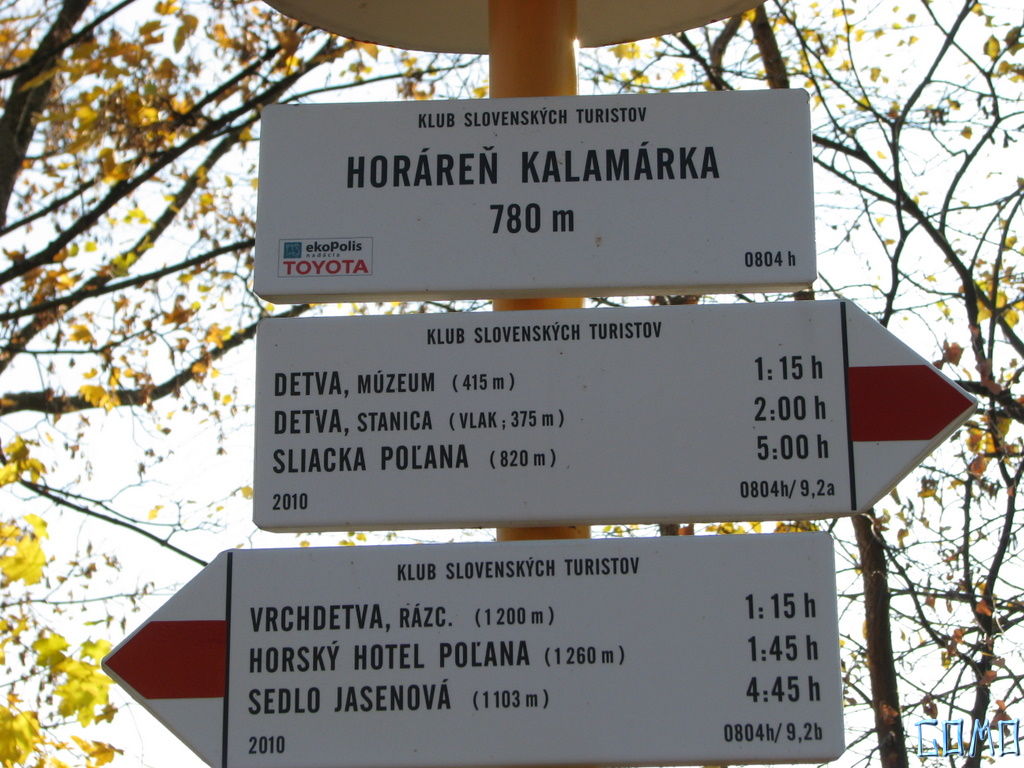 KLUB SLOVENSKÝCH TURISTOV
HORÁREŇ KALAMÁRKA
780 m
ekoPolis
nadácia
TOYOTA
0804 h
KLUB SLOVENSKÝCH TURISTOV
DETVA, MÚZEUM (415 m) 1:15 h
DETVA, STANICA (VLAK ; 375 m) 2:00 h
SLIACKA POĽANA (820 m) 5:00 h
2010 0804h/ 9,2a
KLUB SLOVENSKÝCH TURISTOV
VRCHDETVA, RÁZC. (1200 m) 1:15 h
HORSKÝ HOTEL POĽANA (1260 m) 1:45 h
SEDLO JASENOVÁ (1103 m) 4:45 h
2010 0804h/ 9,2b
GOMO